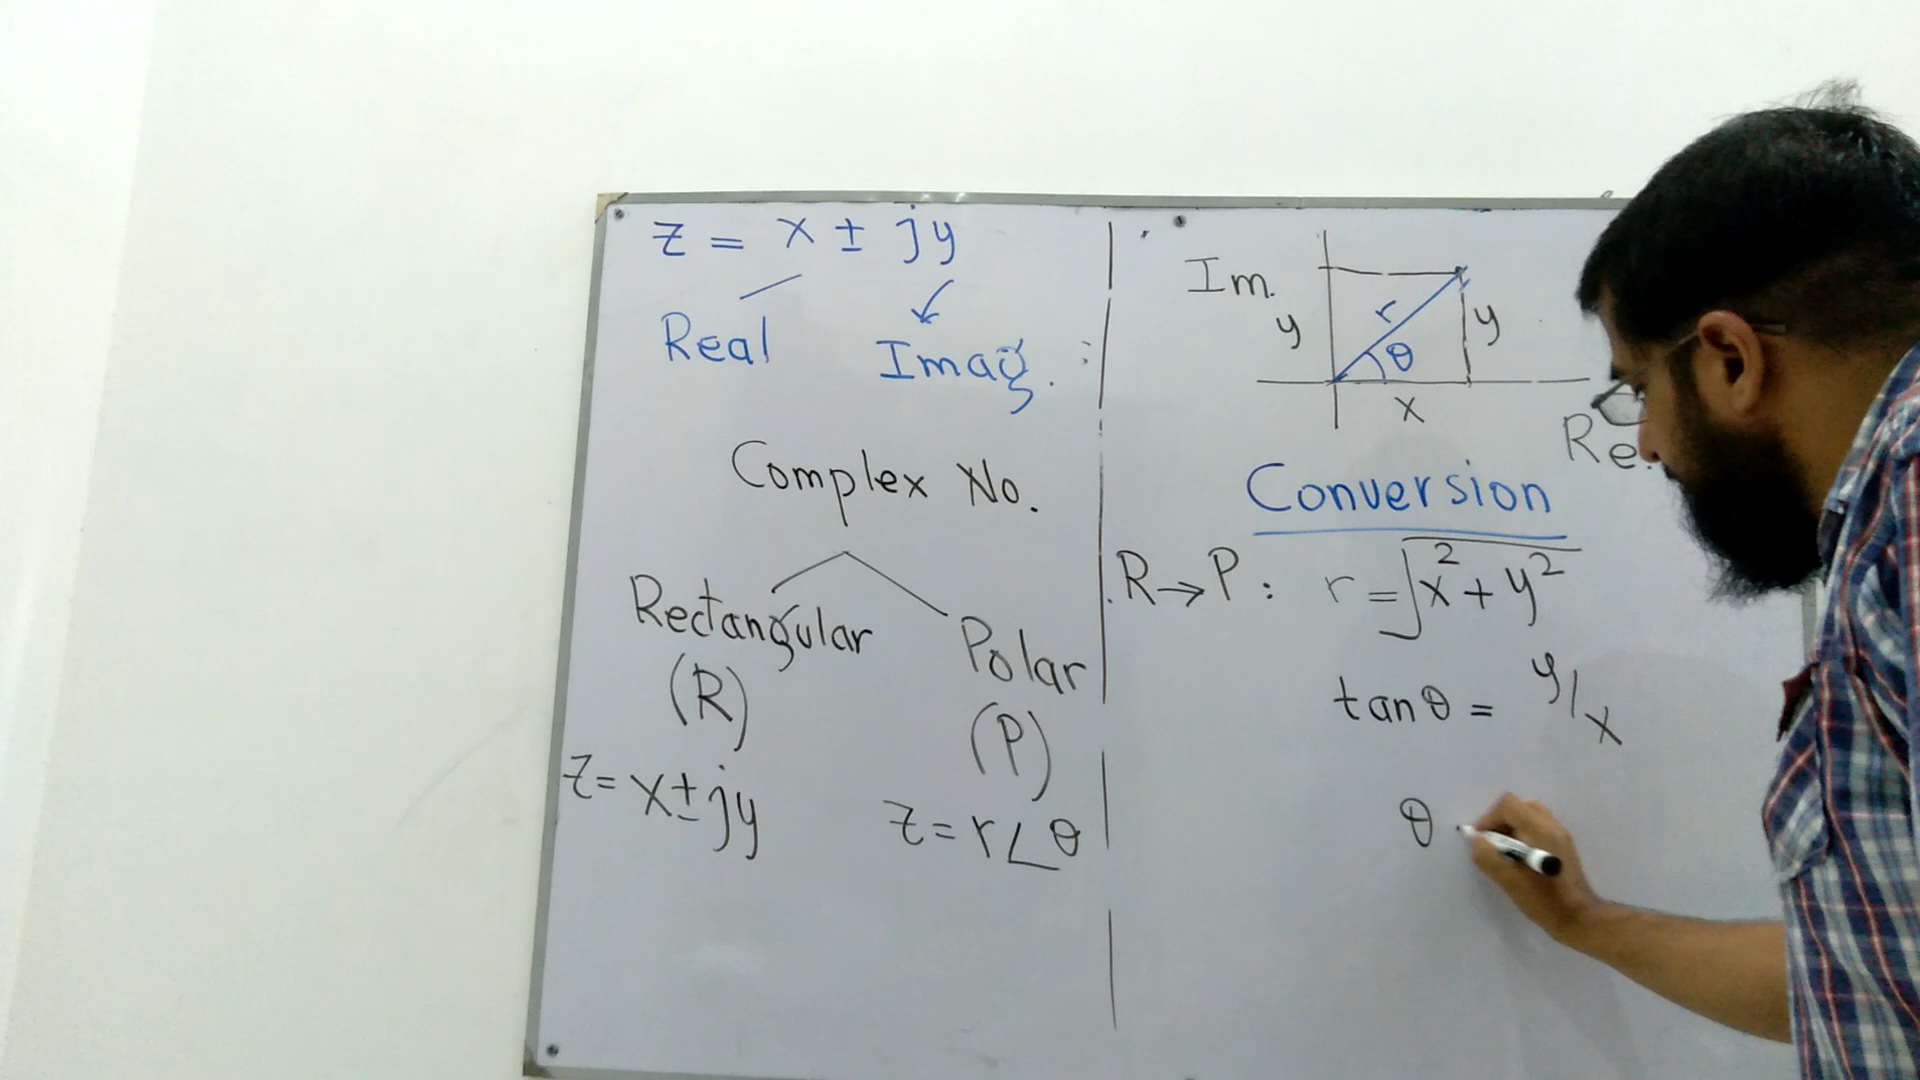 z = x ± jy
Real
Imag.
Complex No.
Rectangular
Polar
(R)
(P)
z = x ± jy
z = r∠θ
Im.
y
r
θ
y
x
Re.
Conversion
R→P : r = √x² + y²
tanθ = y/x
θ